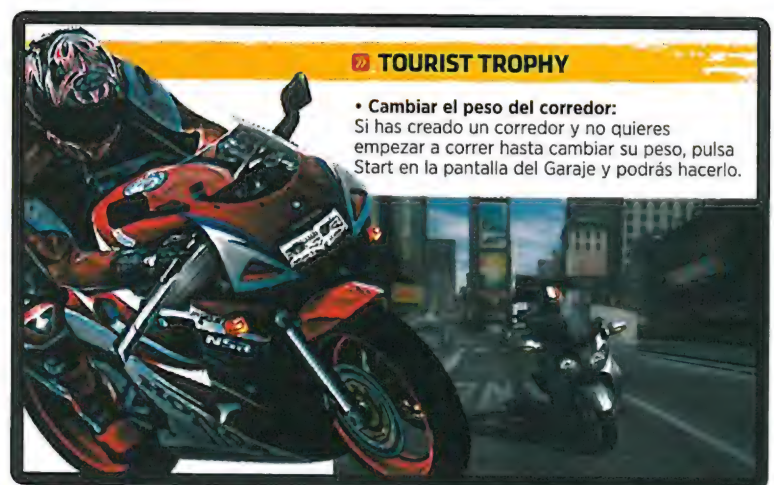 » TOURIST TROPHY
• Cambiar el peso del corredor:
Si has creado un corredor y no quieres
empezar a correr hasta cambiar su peso, pulsa
Start en la pantalla del Garaje y podrás hacerlo.
NSR